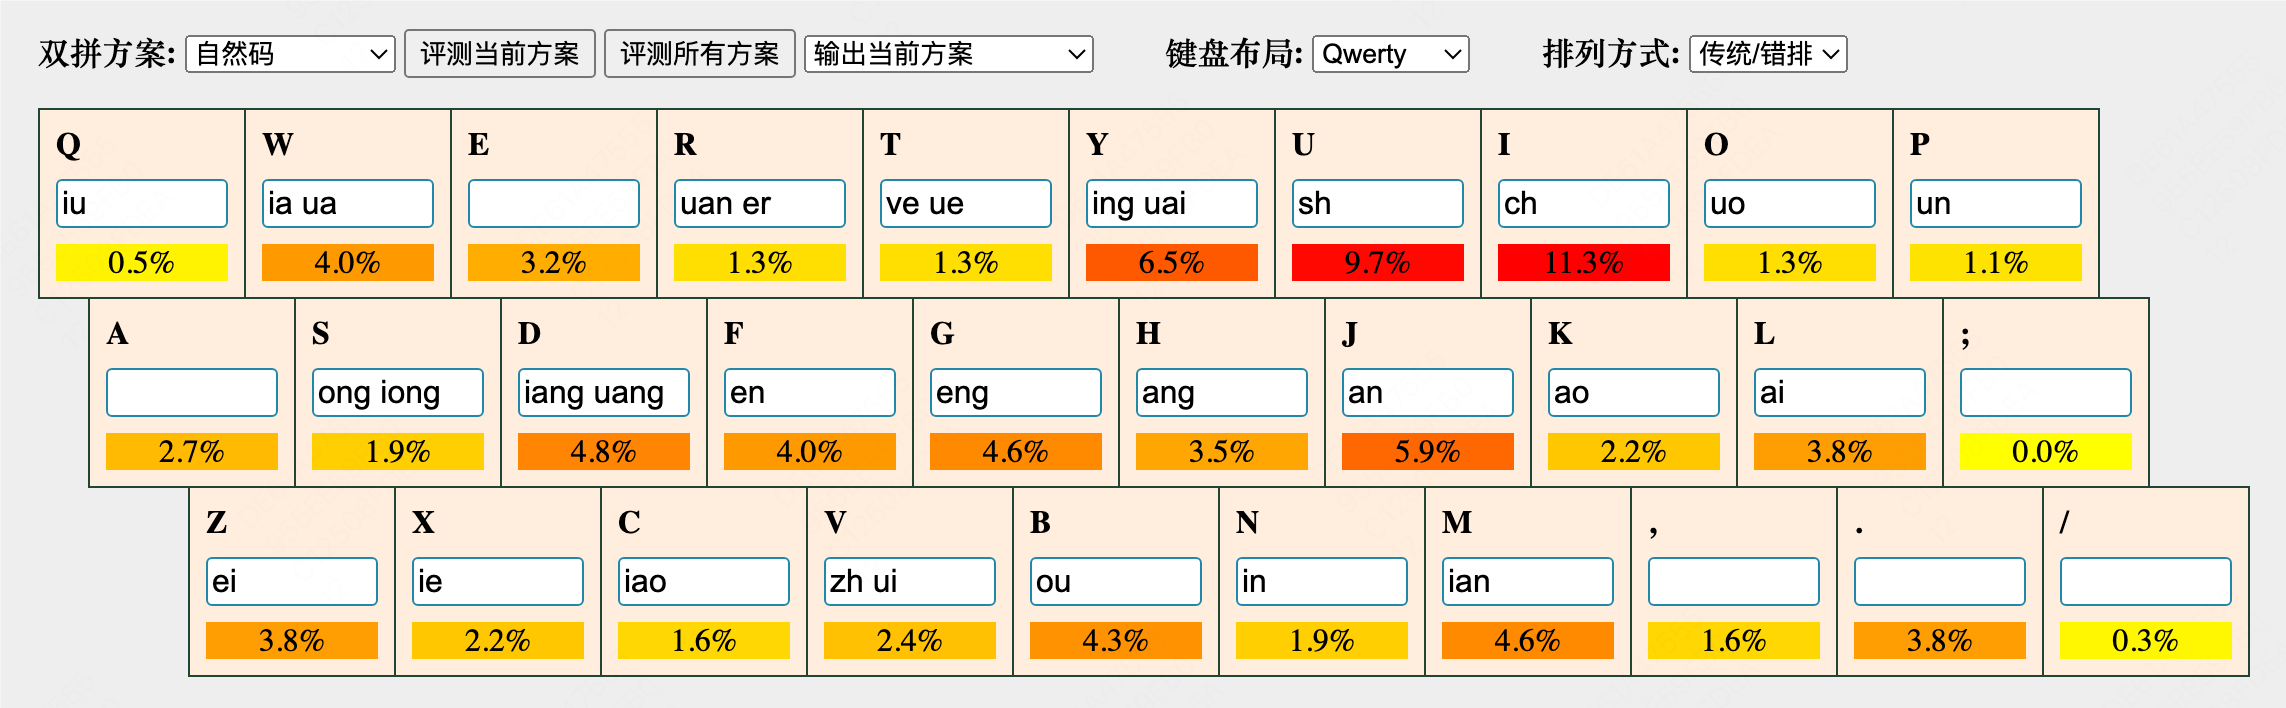 双拼方案: 自然码 评测当前方案 评测所有方案 输出当前方案 键盘布局: Qwerty 排列方式: 传统/错排
Q W E R T Y U I O P
iu ia ua uan er ve ue ing uai sh ch uo un
0.5% 4.0% 3.2% 1.3% 1.3% 6.5% 9.7% 11.3% 1.3% 1.1%
A S D F G H J K L ;
ong iong iang uang en eng ang an ao ai
2.7% 1.9% 4.8% 4.0% 4.6% 3.5% 5.9% 2.2% 3.8% 0.0%
Z X C V B N M , . /
ei ie iao zh ui ou in ian
3.8% 2.2% 1.6% 2.4% 4.3% 1.9% 4.6% 1.6% 3.8% 0.3%